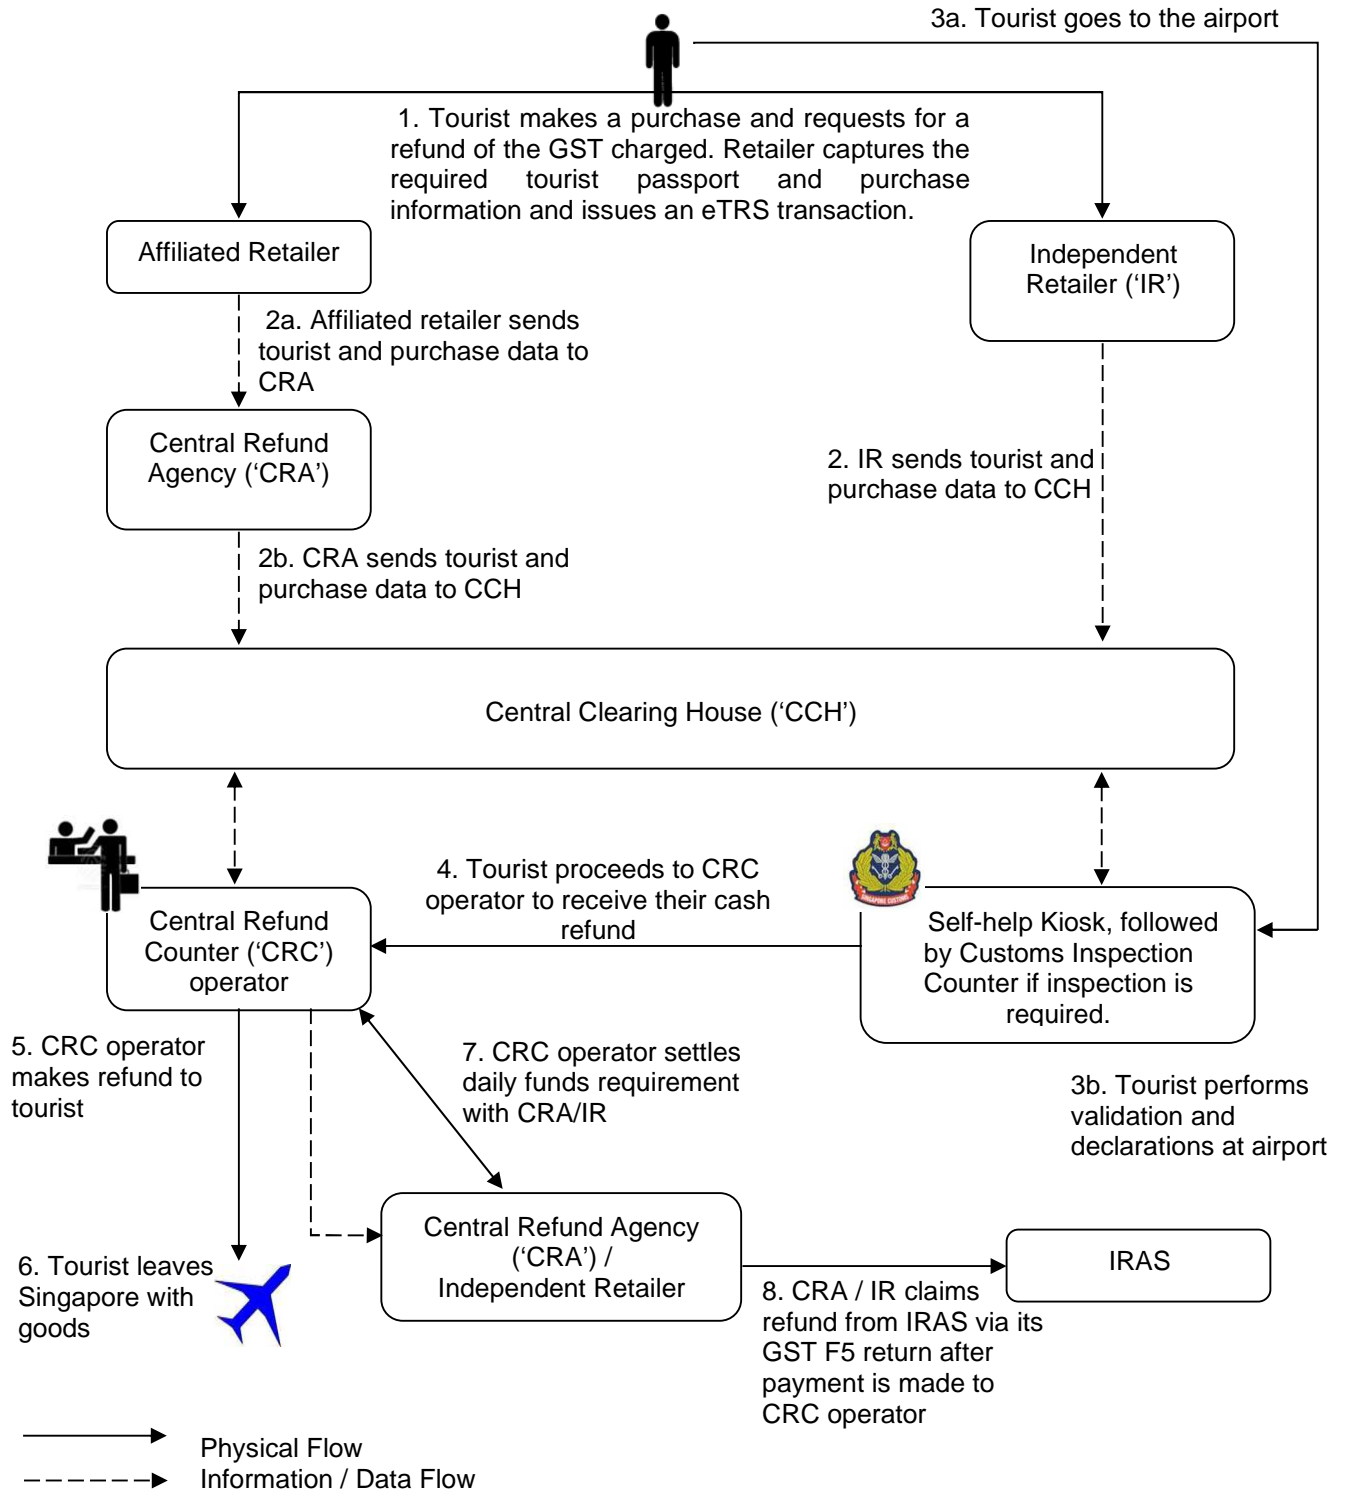 3a. Tourist goes to the airport
1. Tourist makes a purchase and requests for a
refund of the GST charged. Retailer captures the
required tourist passport and purchase
information and issues an eTRS transaction.
Affiliated Retailer
Independent
Retailer (‘IR’)
2a. Affiliated retailer sends
tourist and purchase data to
CRA
Central Refund
Agency (‘CRA’)
2. IR sends tourist and
purchase data to CCH
2b. CRA sends tourist and
purchase data to CCH
Central Clearing House (‘CCH’)
4. Tourist proceeds to CRC
operator to receive their cash
refund
SINGAPORE CUSTOMS
Central Refund
Counter (‘CRC’)
operator
Self-help Kiosk, followed
by Customs Inspection
Counter if inspection is
required.
5. CRC operator
makes refund to
tourist
7. CRC operator settles
daily funds requirement
with CRA/IR
3b. Tourist performs
validation and
declarations at airport
Central Refund Agency
(‘CRA’) /
Independent Retailer
IRAS
6. Tourist leaves
Singapore with
goods
8. CRA / IR claims
refund from IRAS via its
GST F5 return after
payment is made to
CRC operator
Physical Flow
Information / Data Flow